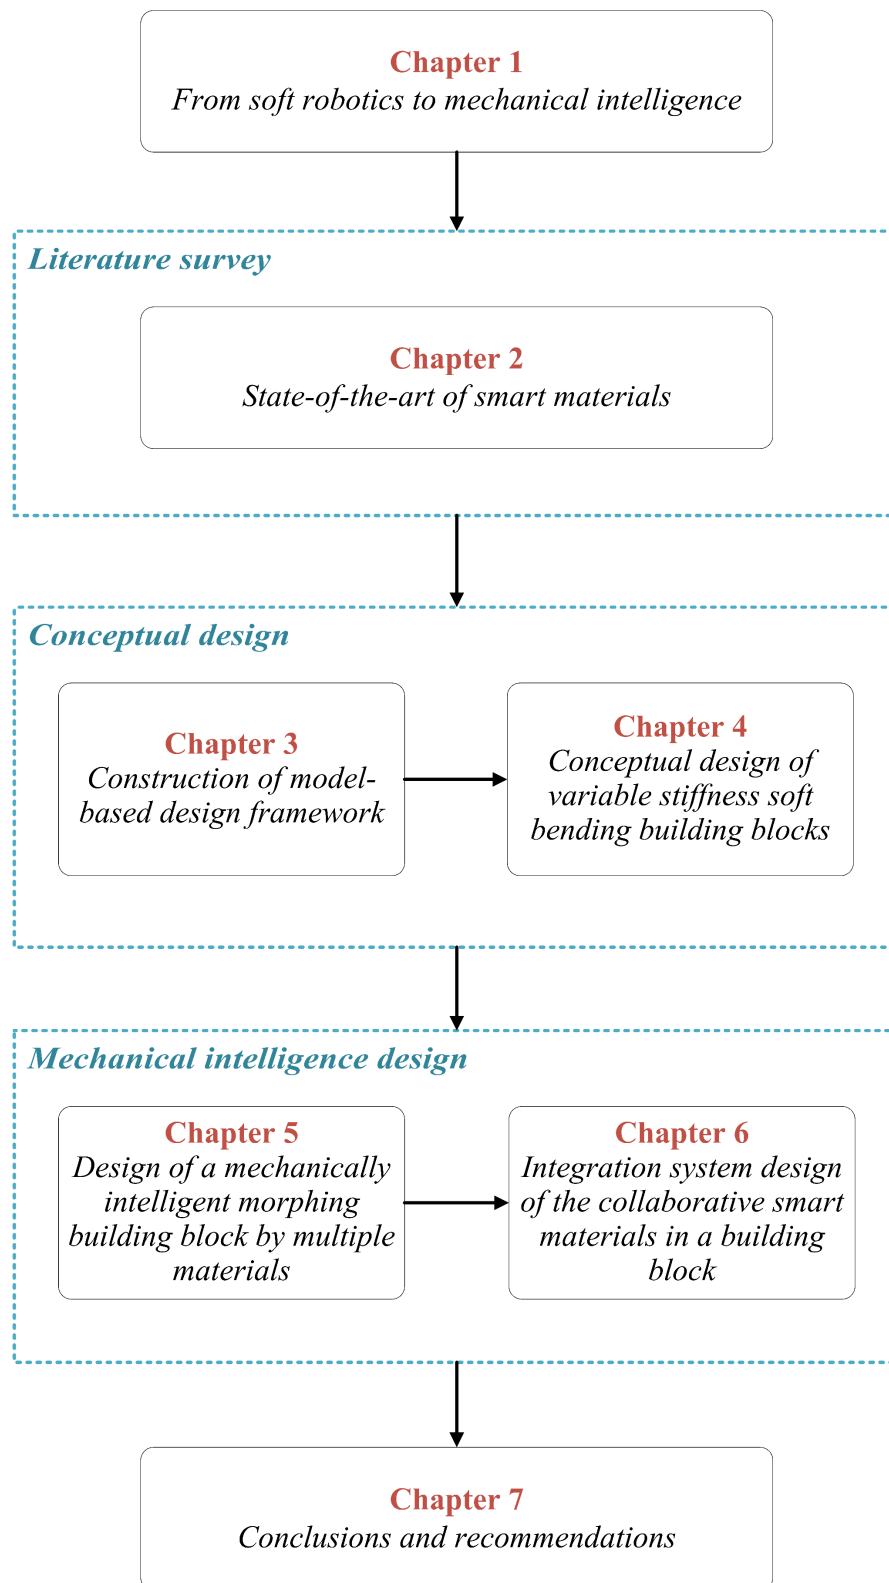 Chapter 1
From soft robotics to mechanical intelligence
Literature survey
Chapter 2
State-of-the-art of smart materials
Conceptual design
Chapter 3
Construction of model-
based design framework
Chapter 4
Conceptual design of
variable stiffness soft
bending building blocks
Mechanical intelligence design
Chapter 5
Design of a mechanically
intelligent morphing
building block by multiple
materials
Chapter 6
Integration system design
of the collaborative smart
materials in a building
block
Chapter 7
Conclusions and recommendations